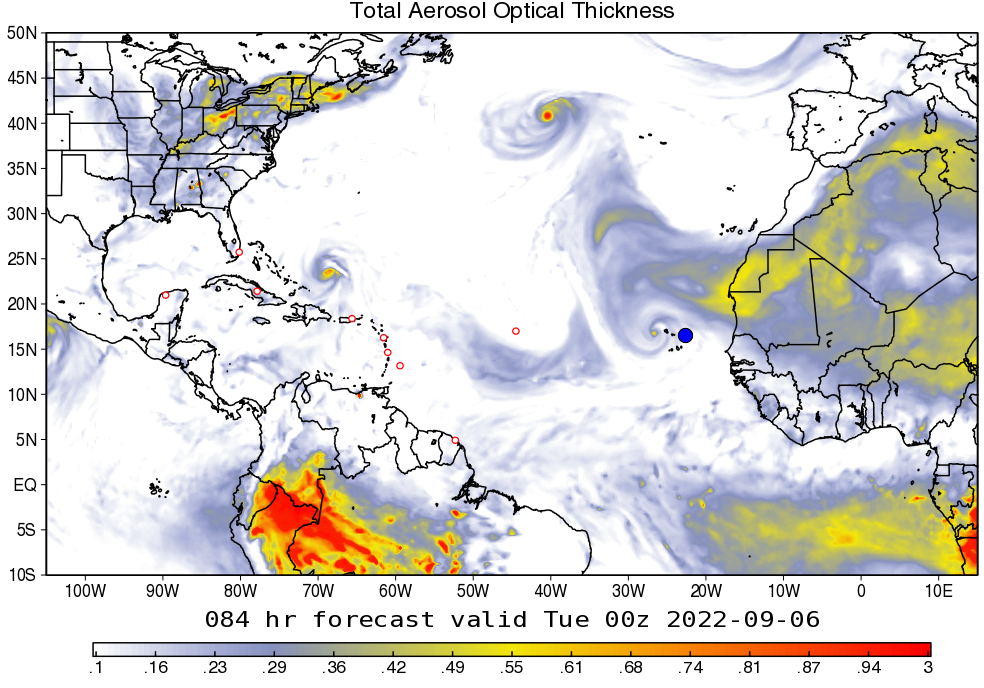 Total Aerosol Optical Thickness
50N
45N
40N
35N
30N
25N
20N
15N
10N
5N
EQ
5S
10S
100W 90W 80W 70W 60W 50W 40W 30W 20W 10W 0 10E
084 hr forecast valid Tue 00z 2022-09-06
.1 .16 .23 .29 .36 .42 .49 .55 .61 .68 .74 .81 .87 .94 3